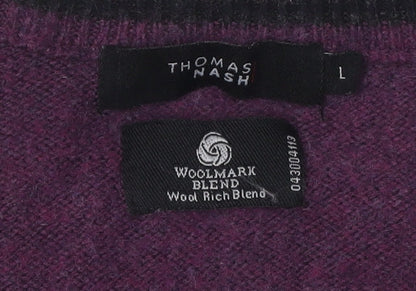 THOMAS
NASH
L
WOOLMARK
BLEND
Wool Rich Blend
043004113